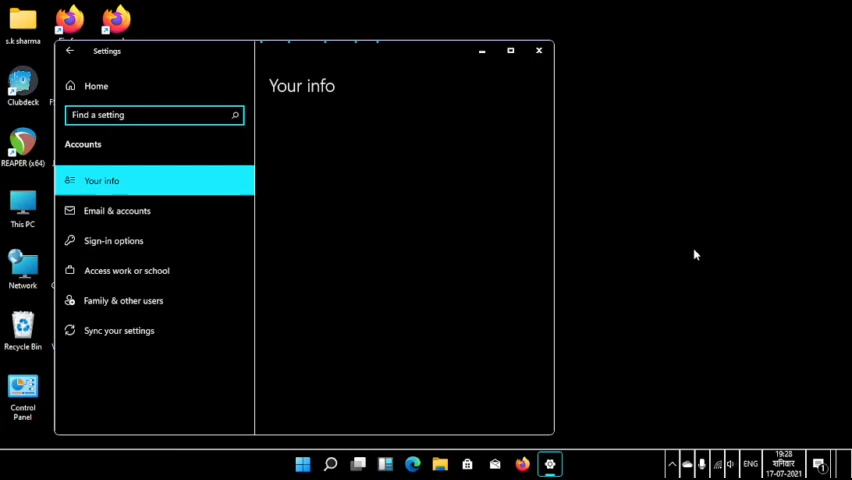 s.k sharma
Clubdeck
REAPER (x64)
This PC
Network
Recycle Bin
Control
Panel
Settings
Home
Find a setting
Accounts
Your info
Email & accounts
Sign-in options
Access work or school
Family & other users
Sync your settings
Your info
ENG
19:28
शनिवार
17-07-2021
1